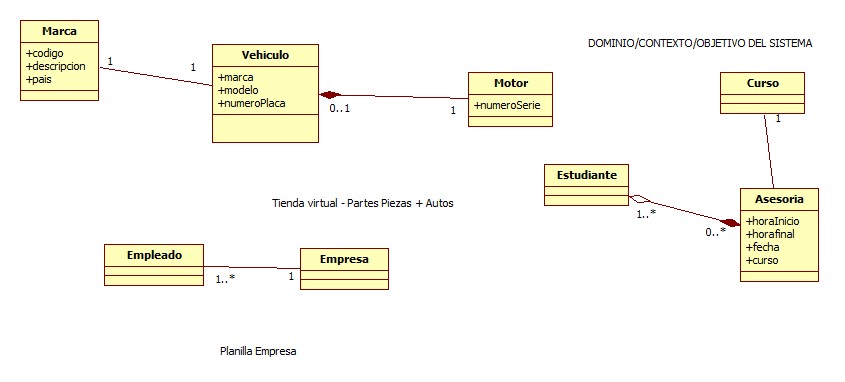 Marca
+codigo
+descripcion
+pais
1
1
Vehiculo
+marca
+modelo
+numeroPlaca
0..1
1
Motor
+numeroSerie
DOMINIO/CONTEXTO/OBJETIVO DEL SISTEMA
Curso
1
Estudiante
1..*
0..*
Asesoria
+horaInicio
+horafinal
+fecha
+curso
Tienda virtual - Partes Piezas + Autos
Empleado
1..*
1
Empresa
Planilla Empresa